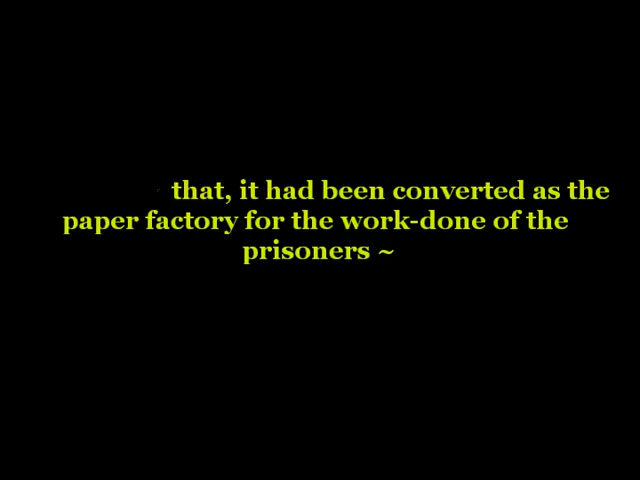 that, it had been converted as the
paper factory for the work-done of the
prisoners ~